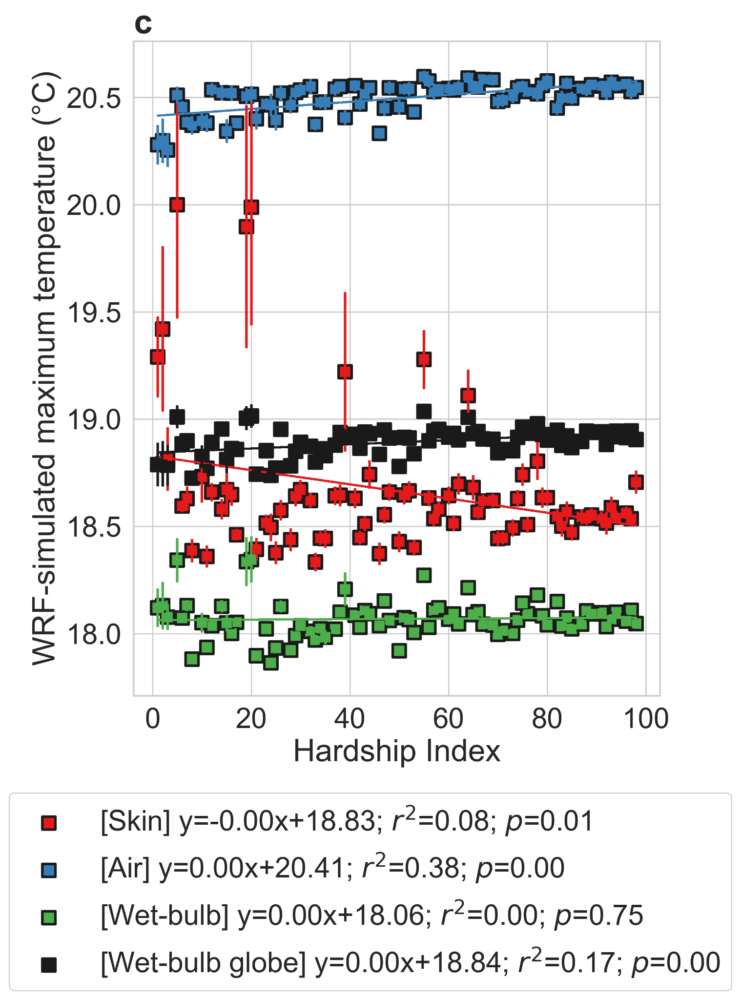 c
WRF-simulated maximum temperature (°C)
20.5
20.0
19.5
19.0
18.5
18.0
0 20 40 60 80 100
Hardship Index
[Skin] y=-0.00x+18.83; r²=0.08; p=0.01
[Air] y=0.00x+20.41; r²=0.38; p=0.00
[Wet-bulb] y=0.00x+18.06; r²=0.00; p=0.75
[Wet-bulb globe] y=0.00x+18.84; r²=0.17; p=0.00